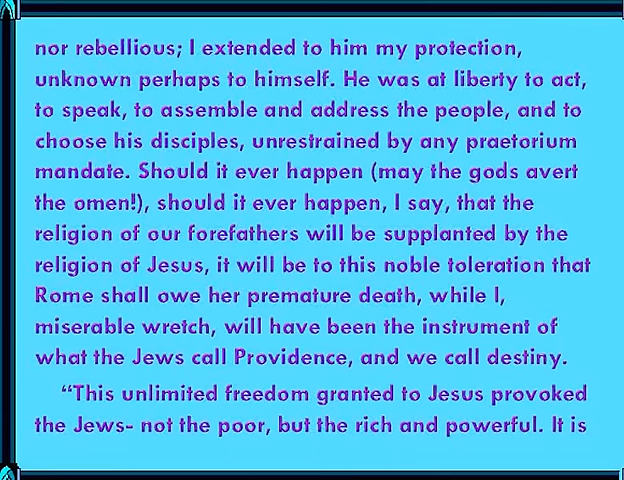 nor rebellious; I extended to him my protection,
unknown perhaps to himself. He was at liberty to act,
to speak, to assemble and address the people, and to
choose his disciples, unrestrained by any praetorium
mandate. Should it ever happen (may the gods avert
the omen!), should it ever happen, I say, that the
religion of our forefathers will be supplanted by the
religion of Jesus, it will be to this noble toleration that
Rome shall owe her premature death, while I,
miserable wretch, will have been the instrument of
what the Jews call Providence, and we call destiny.
“This unlimited freedom granted to Jesus provoked
the Jews- not the poor, but the rich and powerful. It is